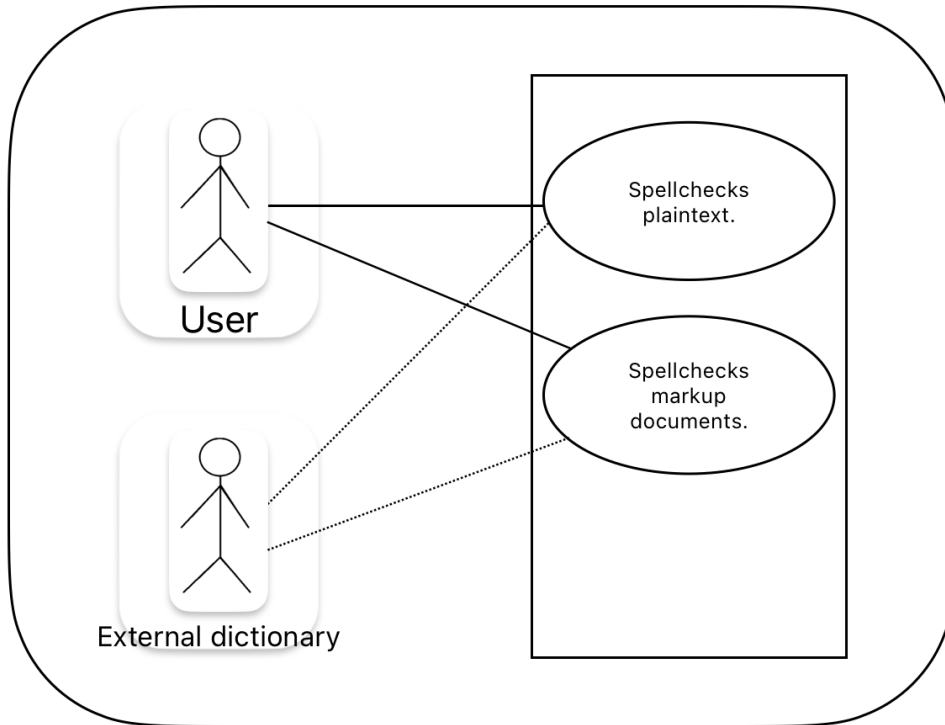 User
Spellchecks
plaintext.
Spellchecks
markup
documents.
External dictionary